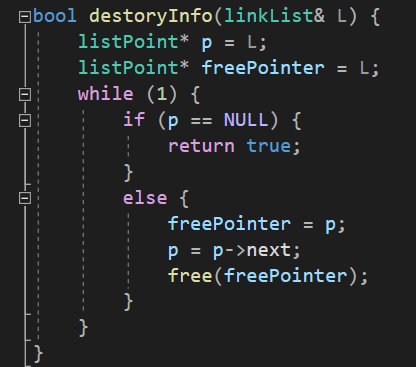 bool destoryInfo(linkList& L) {
listPoint* p = L;
listPoint* freePointer = L;
while (1) {
if (p == NULL) {
return true;
}
else {
freePointer = p;
p = p->next;
free(freePointer);
}
}
}